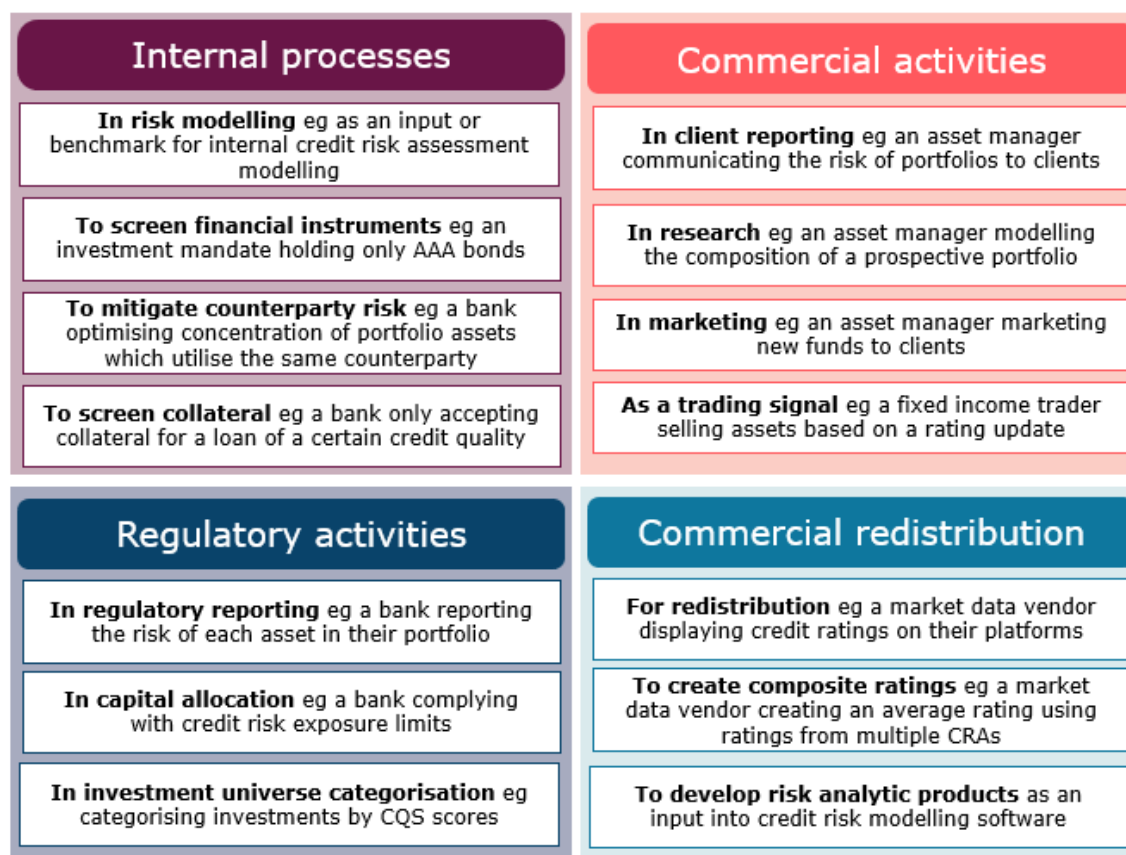 Internal processes
In risk modelling eg as an input or
benchmark for internal credit risk assessment
modelling
To screen financial instruments eg an
investment mandate holding only AAA bonds
To mitigate counterparty risk eg a bank
optimising concentration of portfolio assets
which utilise the same counterparty
To screen collateral eg a bank only accepting
collateral for a loan of a certain credit quality
Commercial activities
In client reporting eg an asset manager
communicating the risk of portfolios to clients
In research eg an asset manager modelling
the composition of a prospective portfolio
In marketing eg an asset manager marketing
new funds to clients
As a trading signal eg a fixed income trader
selling assets based on a rating update
Regulatory activities
In regulatory reporting eg a bank reporting
the risk of each asset in their portfolio
In capital allocation eg a bank complying
with credit risk exposure limits
In investment universe categorisation eg
categorising investments by CQS scores
Commercial redistribution
For redistribution eg a market data vendor
displaying credit ratings on their platforms
To create composite ratings eg a market
data vendor creating an average rating using
ratings from multiple CRAs
To develop risk analytic products as an
input into credit risk modelling software